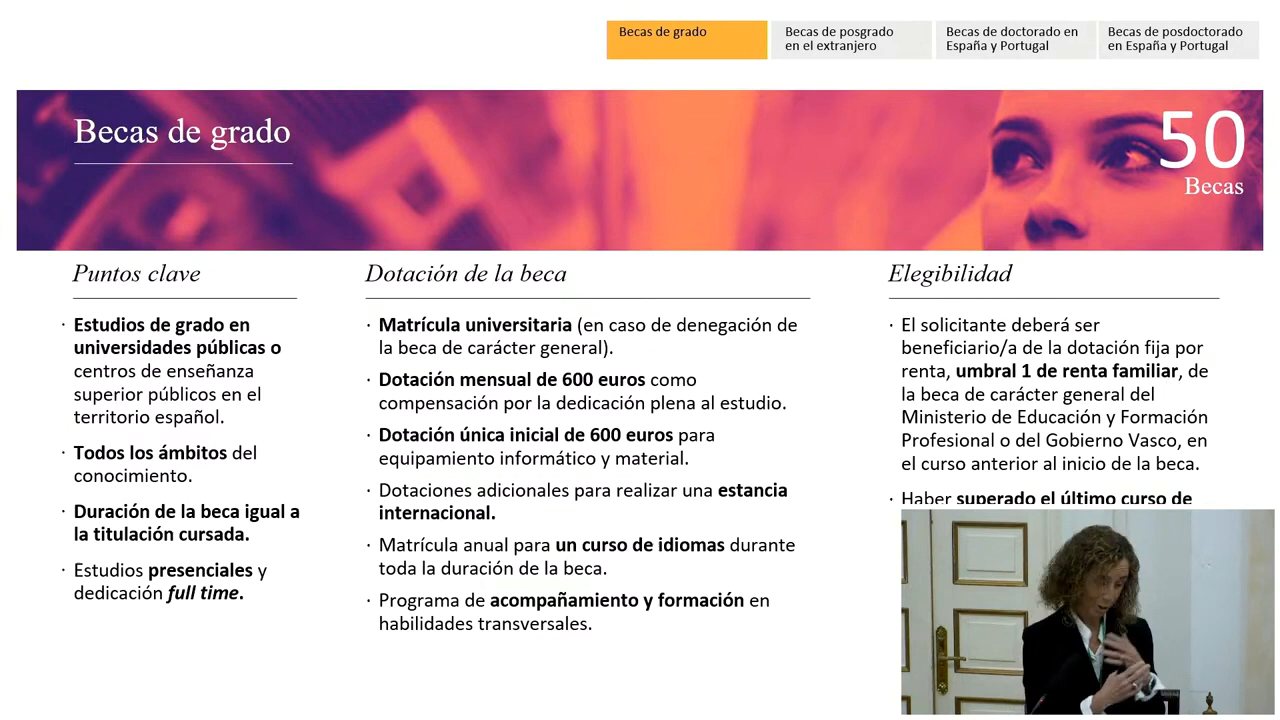 Becas de grado
Becas de posgrado
en el extranjero
Becas de doctorado en
España y Portugal
Becas de posdoctorado
en España y Portugal
Becas de grado
50
Becas
Puntos clave
· Estudios de grado en
universidades públicas o
centros de enseñanza
superior públicos en el
territorio español.
· Todos los ámbitos del
conocimiento.
· Duración de la beca igual a
la titulación cursada.
· Estudios presenciales y
dedicación full time.
Dotación de la beca
· Matrícula universitaria (en caso de denegación de
la beca de carácter general).
· Dotación mensual de 600 euros como
compensación por la dedicación plena al estudio.
· Dotación única inicial de 600 euros para
equipamiento informático y material.
· Dotaciones adicionales para realizar una estancia
internacional.
· Matrícula anual para un curso de idiomas durante
toda la duración de la beca.
· Programa de acompañamiento y formación en
habilidades transversales.
Elegibilidad
· El solicitante deberá ser
beneficiario/a de la dotación fija por
renta, umbral 1 de renta familiar, de
la beca de carácter general del
Ministerio de Educación y Formación
Profesional o del Gobierno Vasco, en
el curso anterior al inicio de la beca.
· Haber superado el último curso de